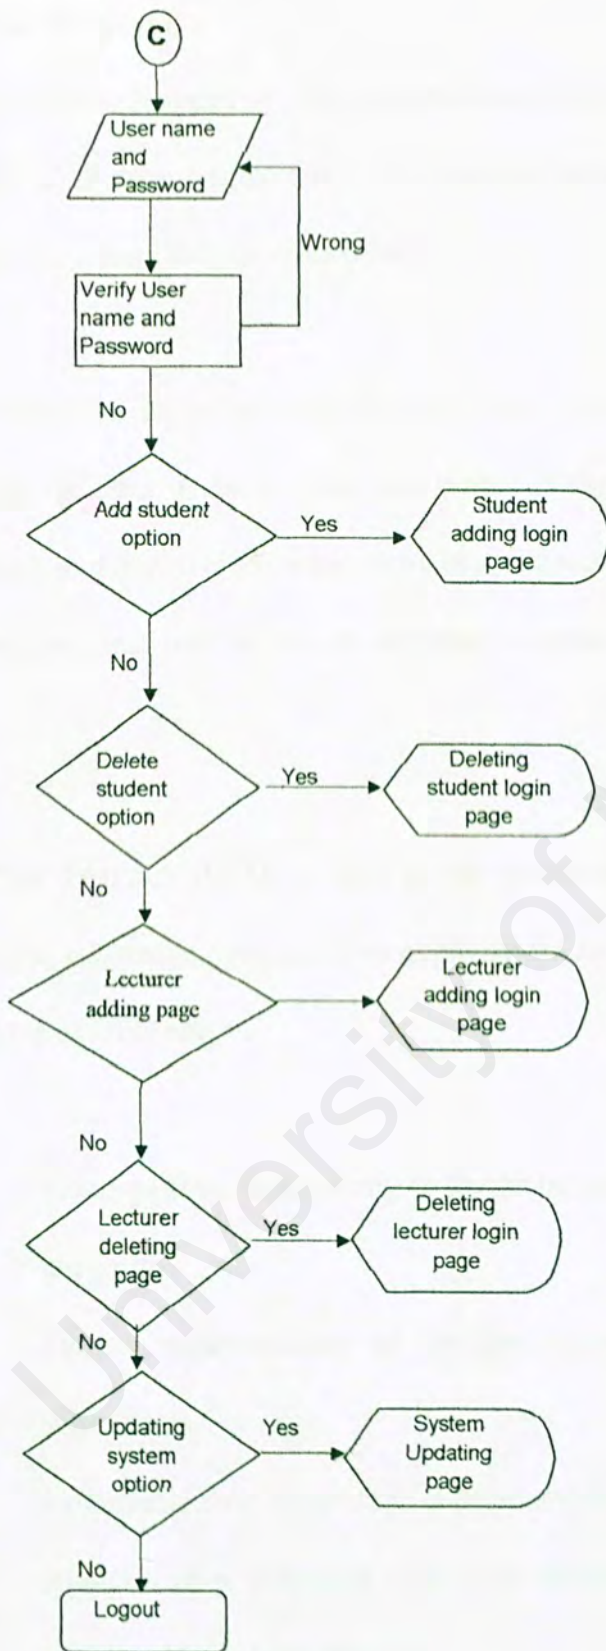 C
User name
and
Password
Wrong
Verify User
name and
Password
No
Add student
option
Yes
Student
adding login
page
No
Delete
student
option
Yes
Deleting
student login
page
No
Lecturer
adding page
Lecturer
adding login
page
No
Lecturer
deleting
page
Yes
Deleting
lecturer login
page
No
Updating
system
option
Yes
System
Updating
page
No
Logout
University of